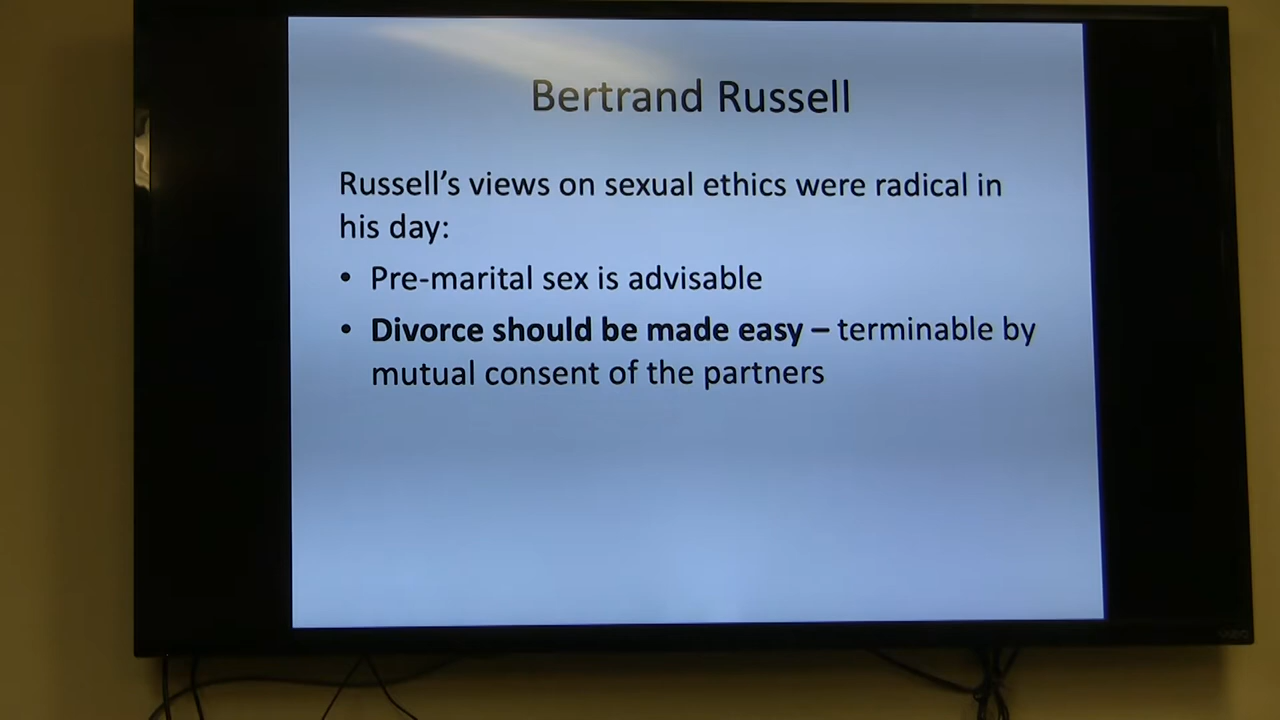 Bertrand Russell
Russell's views on sexual ethics were radical in
his day:
• Pre-marital sex is advisable
• Divorce should be made easy – terminable by
mutual consent of the partners